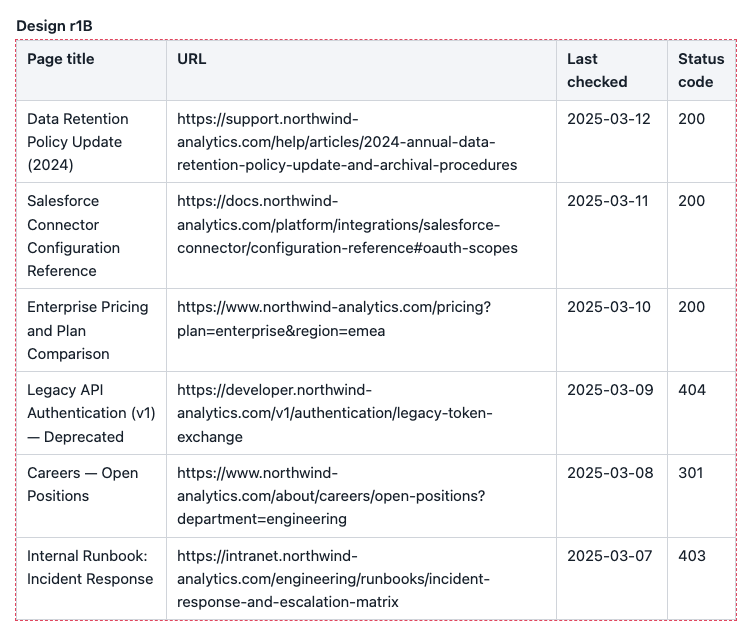 Design r1B
Page title URL Last checked Status code
Data Retention Policy Update (2024) https://support.northwind-analytics.com/help/articles/2024-annual-data-retention-policy-update-and-archival-procedures 2025-03-12 200
Salesforce Connector Configuration Reference https://docs.northwind-analytics.com/platform/integrations/salesforce-connector/configuration-reference#oauth-scopes 2025-03-11 200
Enterprise Pricing and Plan Comparison https://www.northwind-analytics.com/pricing?plan=enterprise&region=emea 2025-03-10 200
Legacy API Authentication (v1) — Deprecated https://developer.northwind-analytics.com/v1/authentication/legacy-token-exchange 2025-03-09 404
Careers — Open Positions https://www.northwind-analytics.com/about/careers/open-positions?department=engineering 2025-03-08 301
Internal Runbook: Incident Response https://intranet.northwind-analytics.com/engineering/runbooks/incident-response-and-escalation-matrix 2025-03-07 403